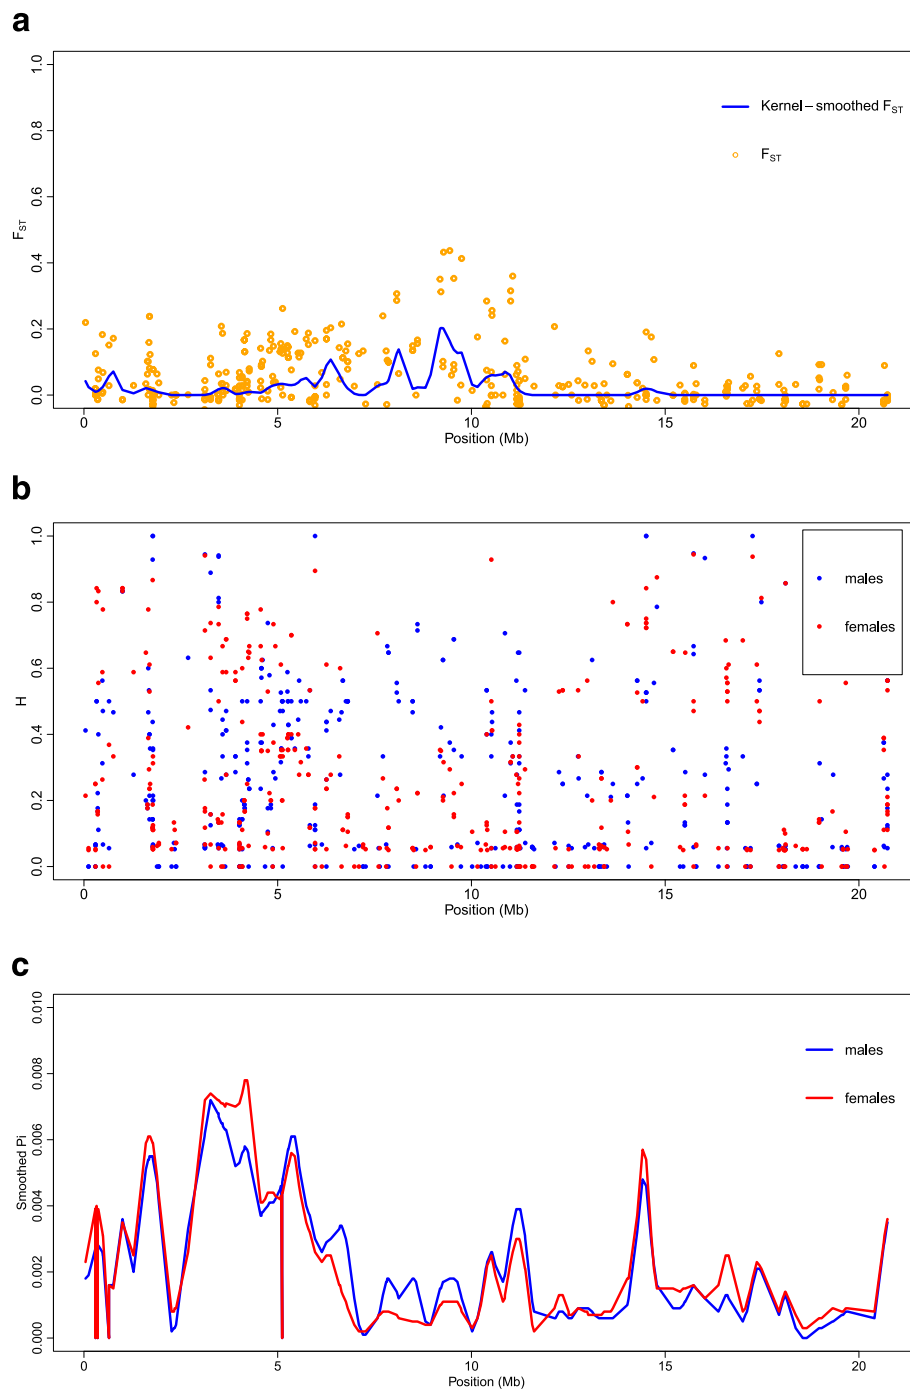 a
1.0
0.8
0.6
0.4
0.2
0.0
F_ST
Kernel–smoothed F_ST
F_ST
0 5 10 15 20
Position (Mb)
b
1.0
0.8
0.6
0.4
0.2
0.0
H
males
females
0 5 10 15 20
Position (Mb)
c
0.010
0.008
0.006
0.004
0.002
0.000
Smoothed Pi
males
females
0 5 10 15 20
Position (Mb)